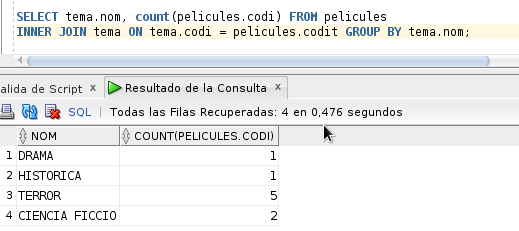 SELECT tema.nom, count(pelicules.codi) FROM pelicules
INNER JOIN tema ON tema.codi = pelicules.codit GROUP BY tema.nom;
alida de Script x Resultado de la Consulta x
SQL | Todas las Filas Recuperadas: 4 en 0,476 segundos
NOM COUNT(PELICULES.CODI)
1 DRAMA 1
2 HISTORICA 1
3 TERROR 5
4 CIENCIA FICCIO 2